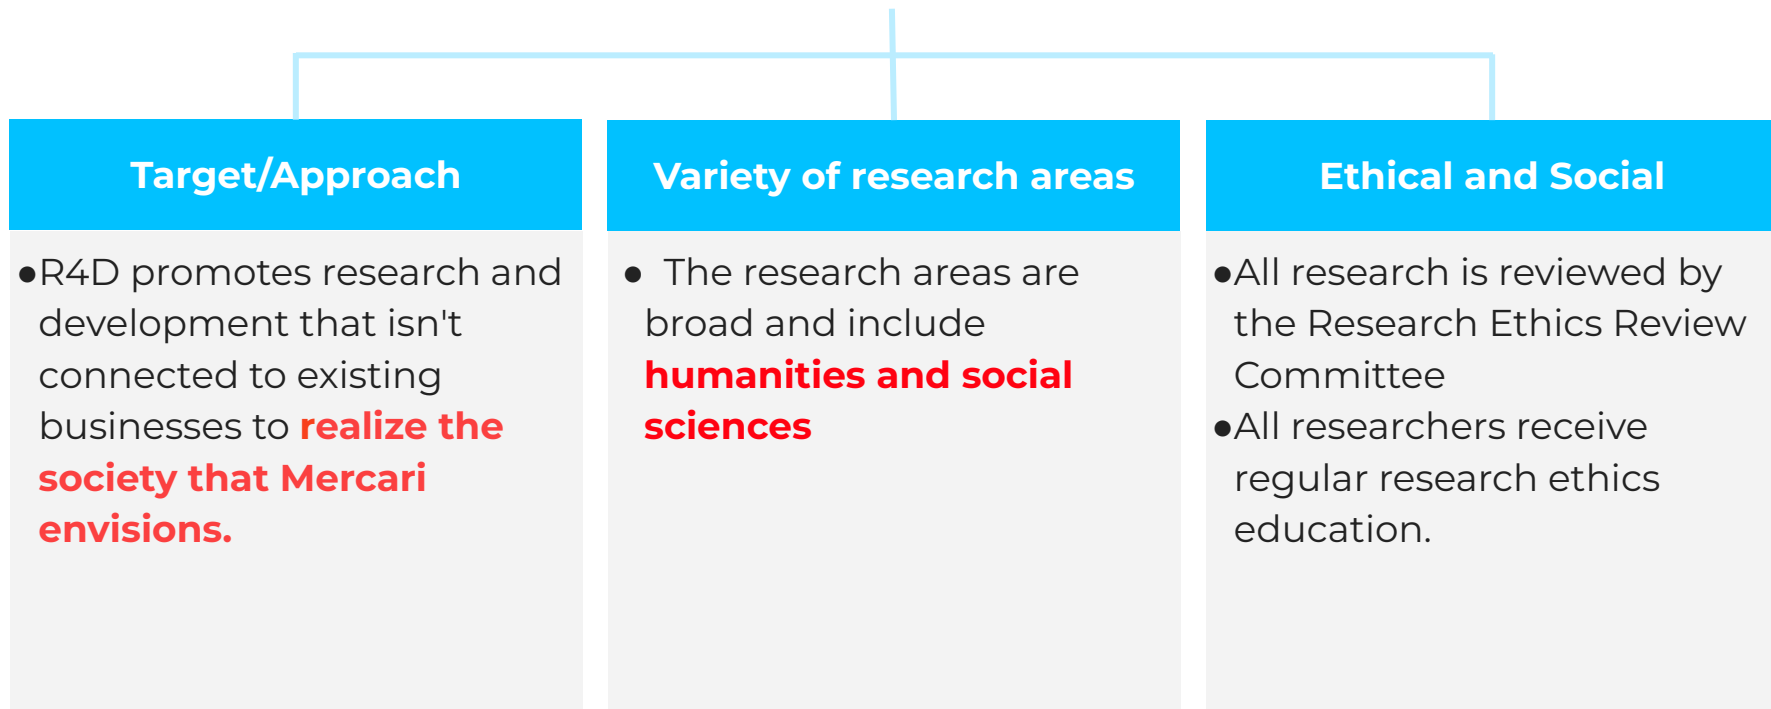 Target/Approach
●R4D promotes research and
development that isn't
connected to existing
businesses to realize the
society that Mercari
envisions.
Variety of research areas
● The research areas are
broad and include
humanities and social
sciences
Ethical and Social
●All research is reviewed by
the Research Ethics Review
Committee
●All researchers receive
regular research ethics
education.